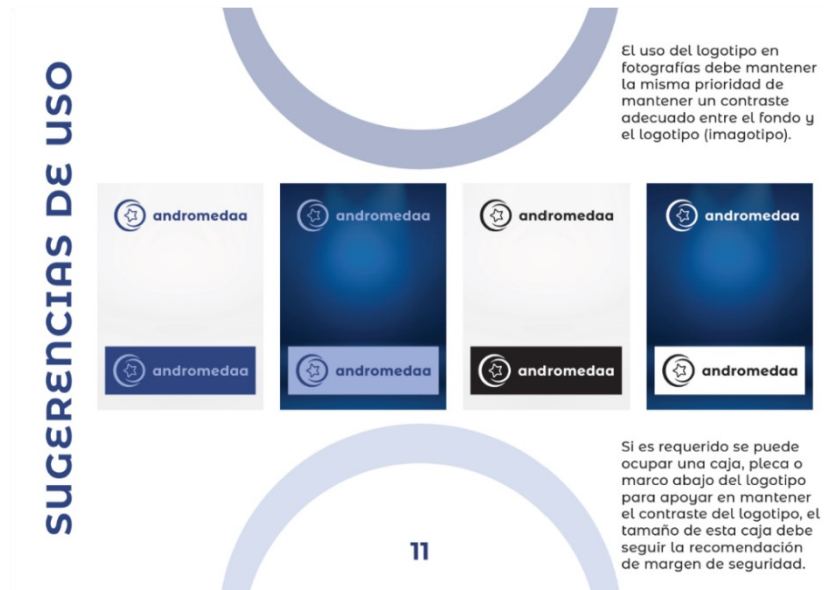 SUGERENCIAS DE USO
El uso del logotipo en
fotografías debe mantener
la misma prioridad de
mantener un contraste
adecuado entre el fondo y
el logotipo (imagotipo).
andromedaa
andromedaa
andromedaa
andromedaa
andromedaa
andromedaa
andromedaa
andromedaa
Si es requerido se puede
ocupar una caja, pleca o
marco abajo del logotipo
para apoyar en mantener
el contraste del logotipo, el
tamaño de esta caja debe
seguir la recomendación
de margen de seguridad.
11